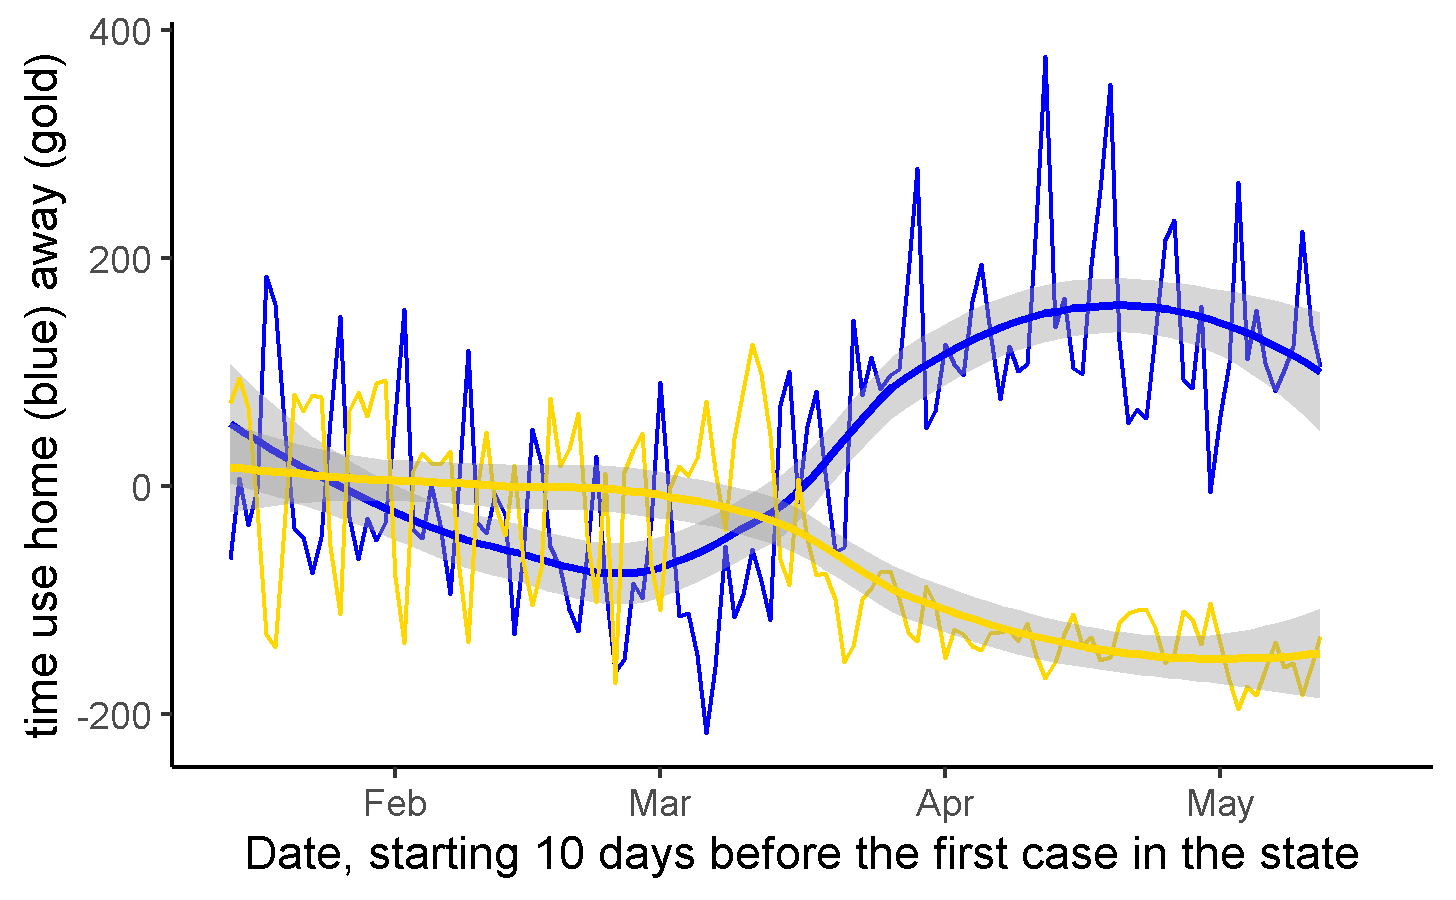 time use home (blue) away (gold)
400
200
0
-200
Feb Mar Apr May
Date, starting 10 days before the first case in the state